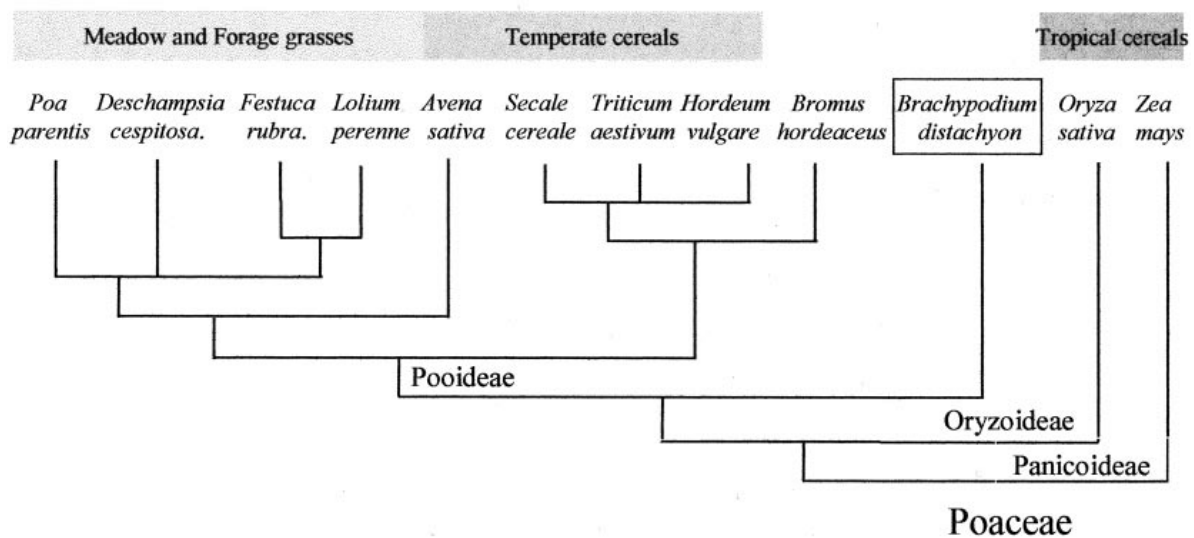 Meadow and Forage grasses Temperate cereals Tropical cereals
Poa Deschampsia Festuca Lolium Avena Secale Triticum Hordeum Bromus Brachypodium Oryza Zea
parentis cespitosa. rubra. perenne sativa cereale aestivum vulgare hordeaceus distachyon sativa mays
Pooideae
Oryzoideae
Panicoideae
Poaceae